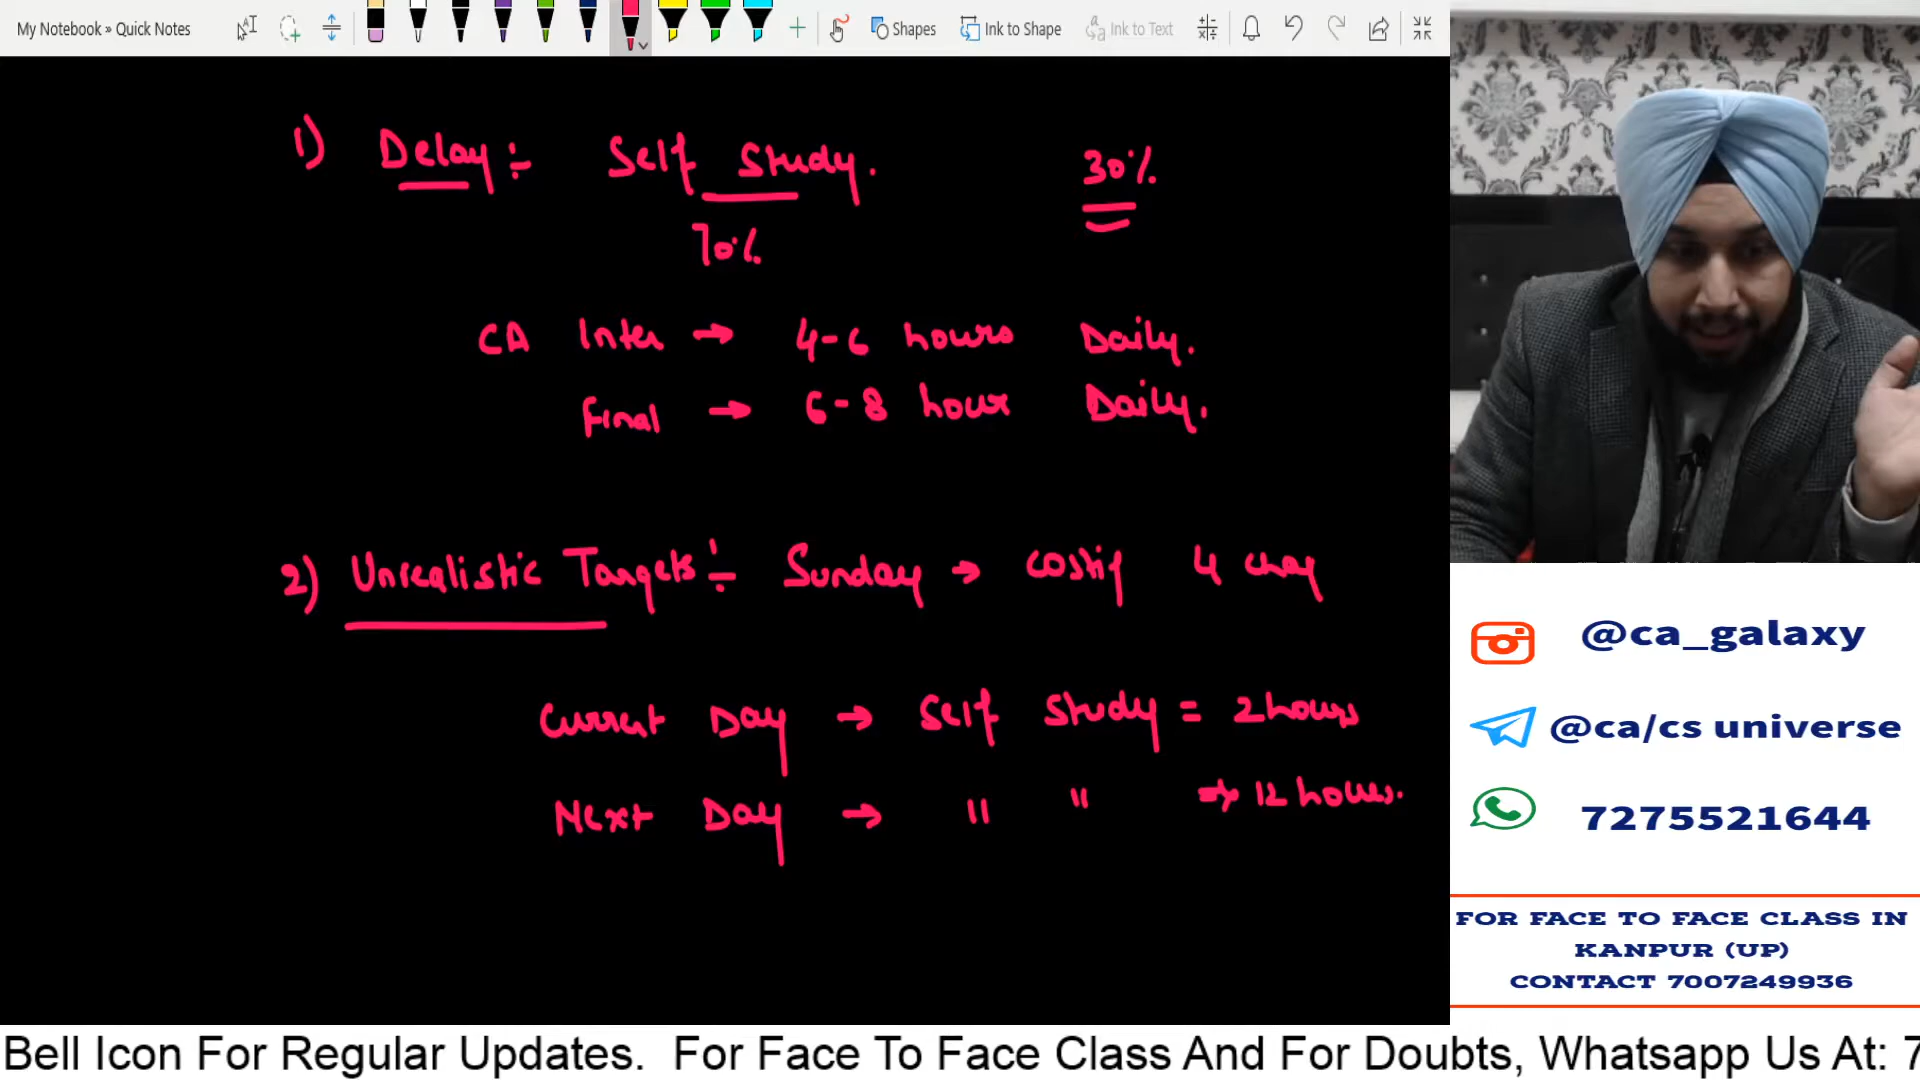 My Notebook » Quick Notes
Shapes
Ink to Shape
Ink to Text
1) Delay :- Self Study. 30%
70%
CA Inter → 4-6 hours Daily.
Final → 6-8 hour Daily.
2) Unrealistic Targets :- Sunday → 4
Current Day → Self Study = 2 hours
Next Day → " " ⇒ 12 hours.
@ca_galaxy
@ca/cs universe
7275521644
FOR FACE TO FACE CLASS IN
KANPUR (UP)
CONTACT 7007249936
Bell Icon For Regular Updates. For Face To Face Class And For Doubts, Whatsapp Us At: 7